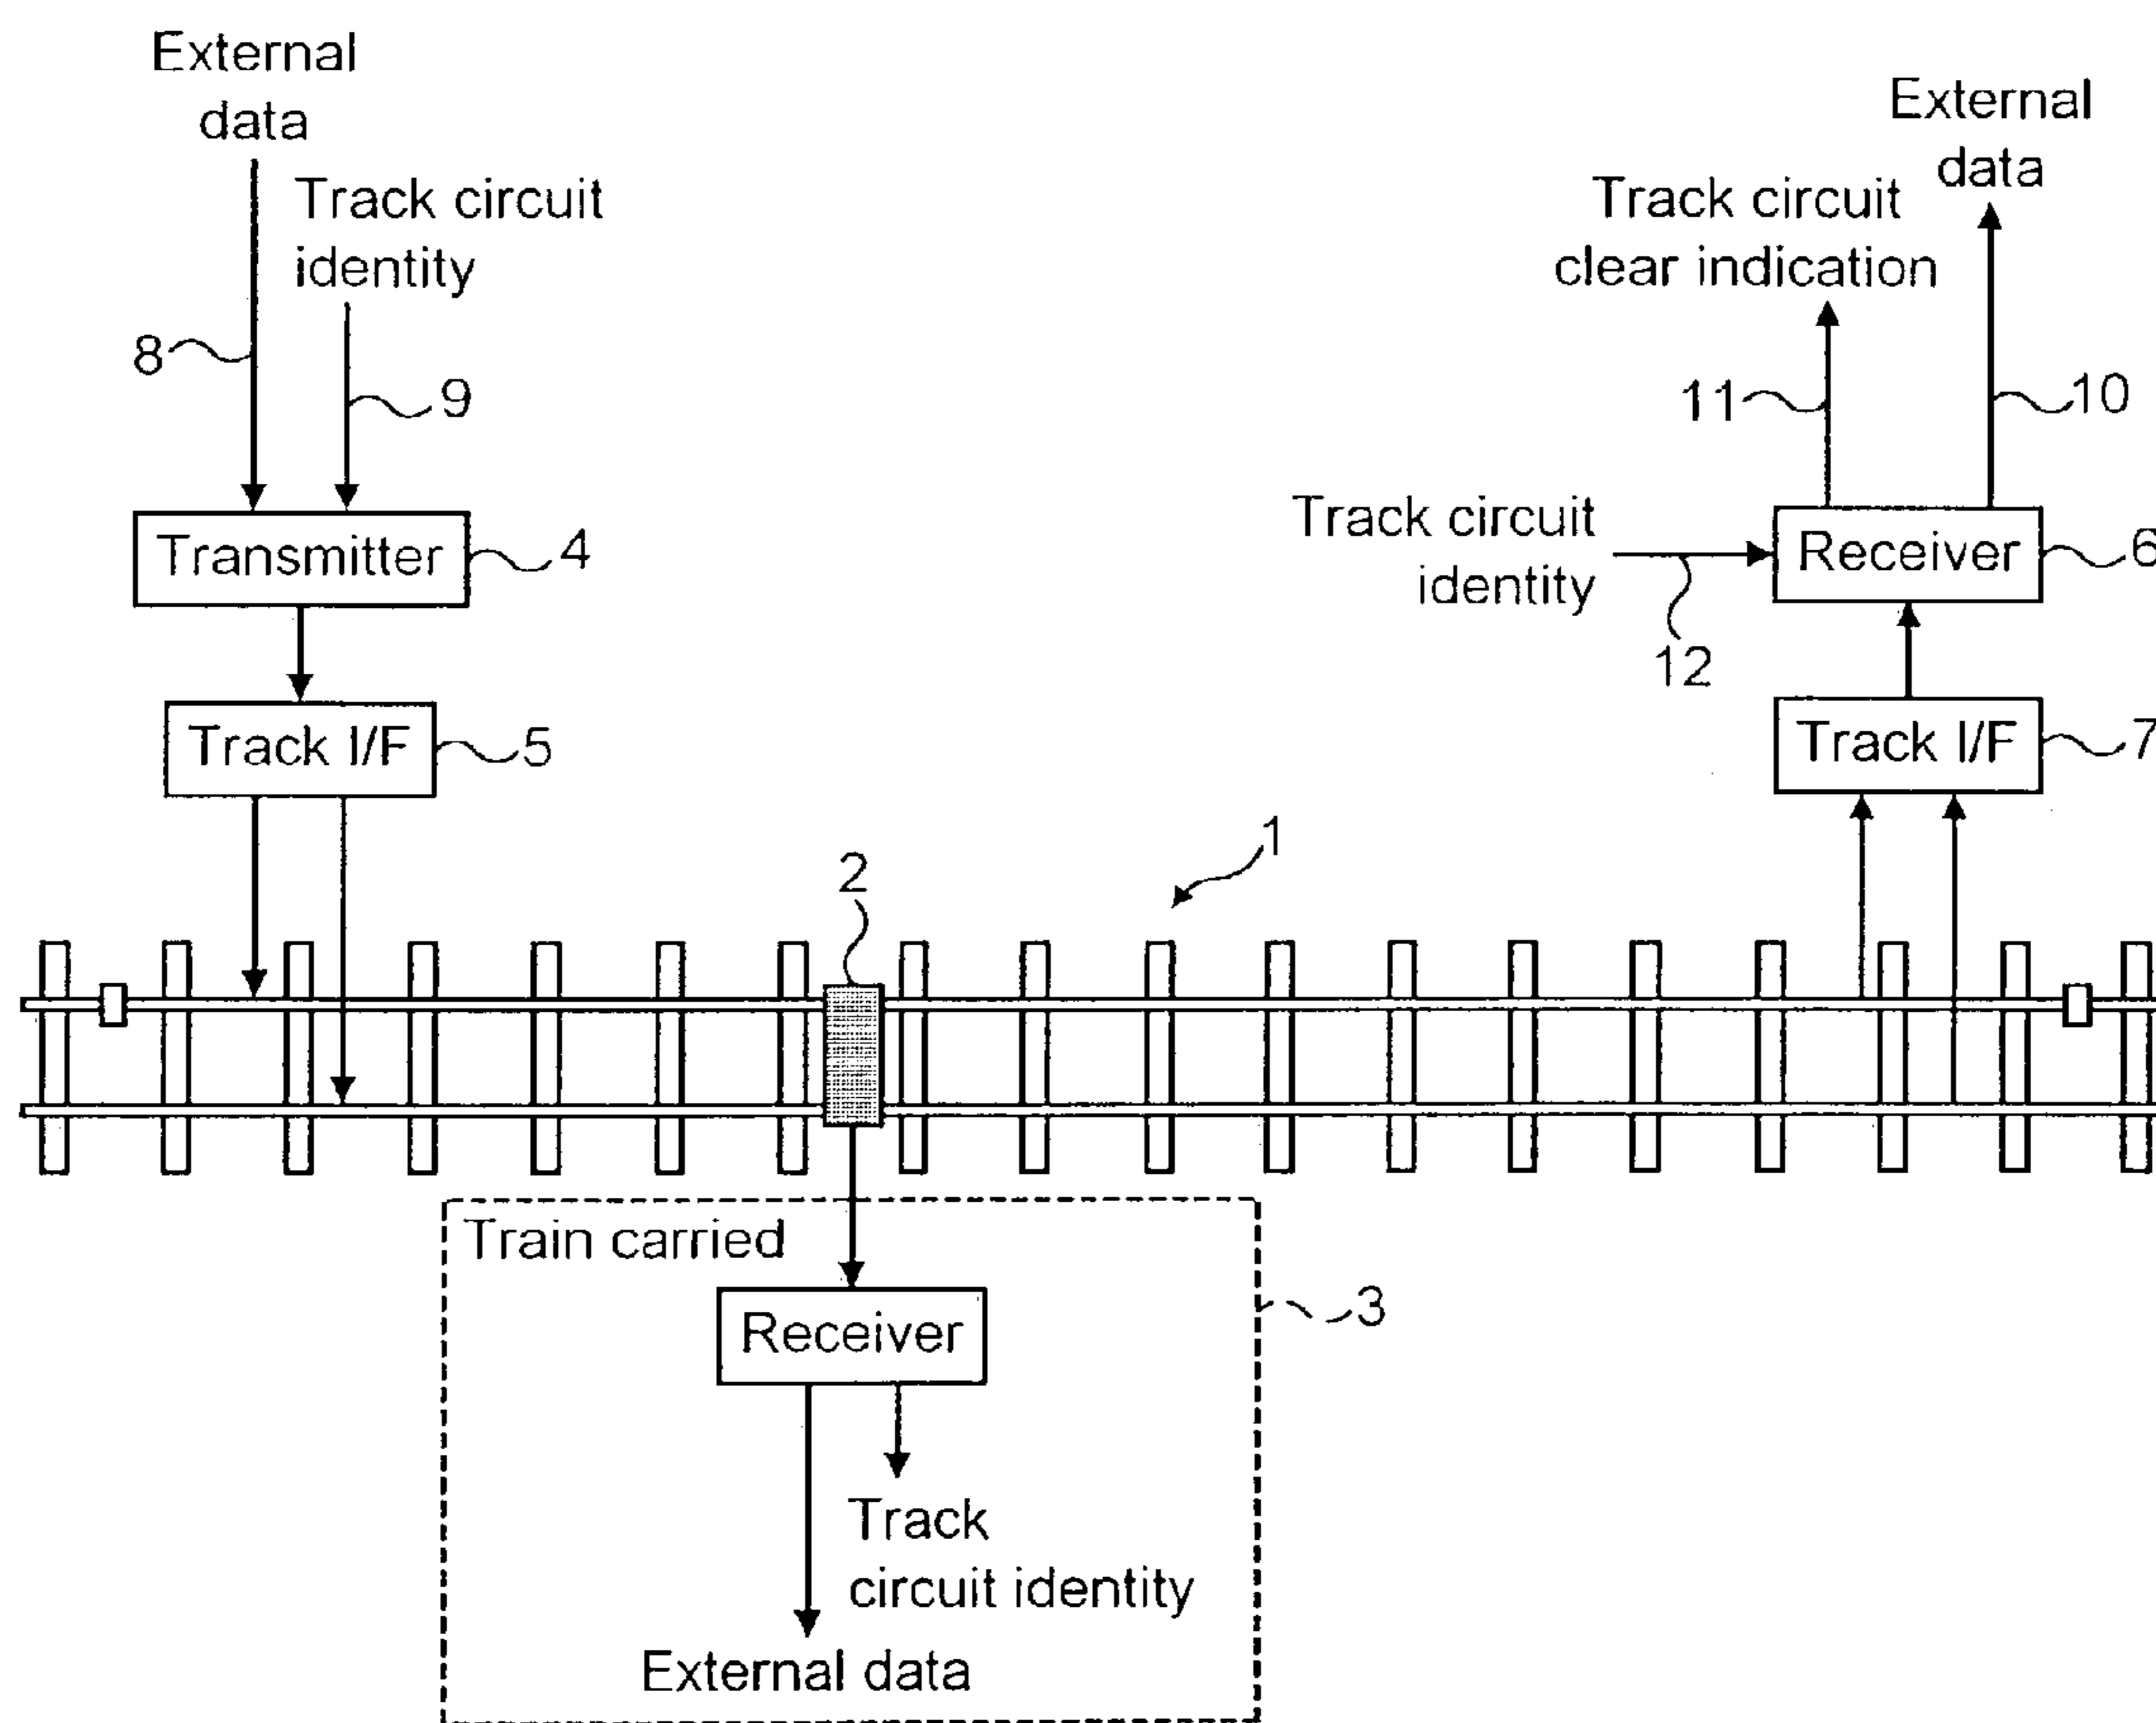 External
data
Track circuit
identity
8
9
Transmitter
4
Track I/F
5
External
data
Track circuit
clear indication
11
10
Track circuit
identity
12
Receiver
6
Track I/F
7
1
2
Train carried
3
Receiver
Track
circuit identity
External data